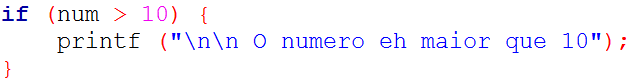 if (num > 10) {
    printf ("\n\n O numero eh maior que 10");
}